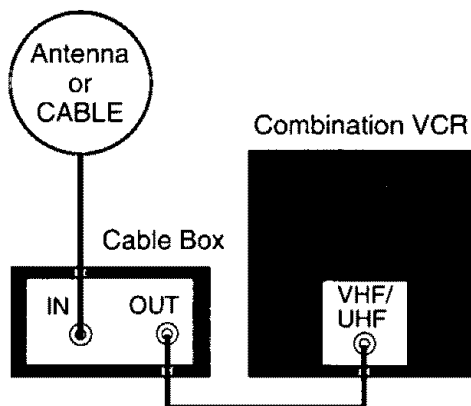 Antenna
or
CABLE
Combination VCR
Cable Box
IN
OUT
VHF/
UHF